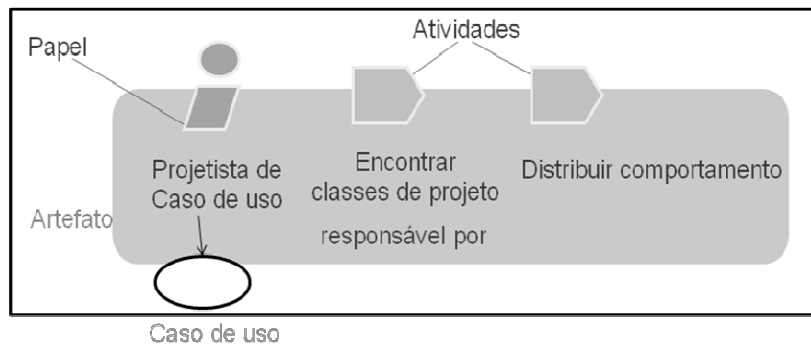 Papel
Atividades
Projetista de
Caso de uso
Encontrar
classes de projeto
Distribuir comportamento
Artefato
responsável por
Caso de uso